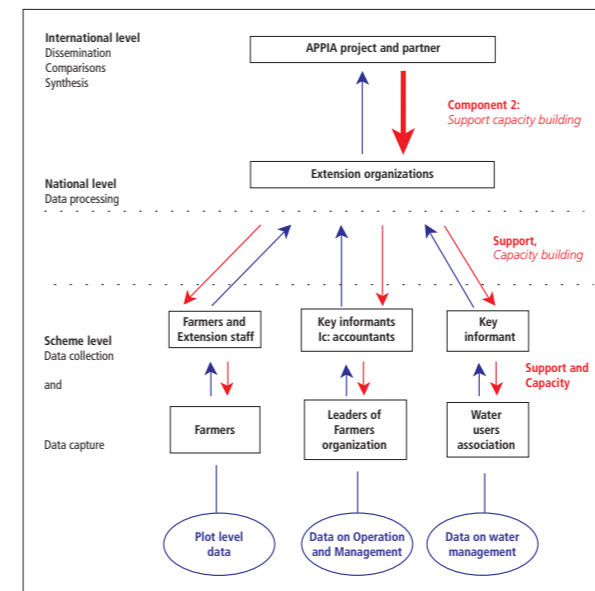 International level
Dissemination
Comparisons
Synthesis
APPIA project and partner
Component 2:
Support capacity building
Extension organizations
National level
Data processing
Support,
Capacity building
Scheme level
Data collection
and
Data capture
Farmers and
Extension staff
Key informants
Ic: accountants
Key
informant
Support and
Capacity
Farmers
Leaders of
Farmers
organization
Water
users
association
Plot level
data
Data on Operation
and Management
Data on water
management